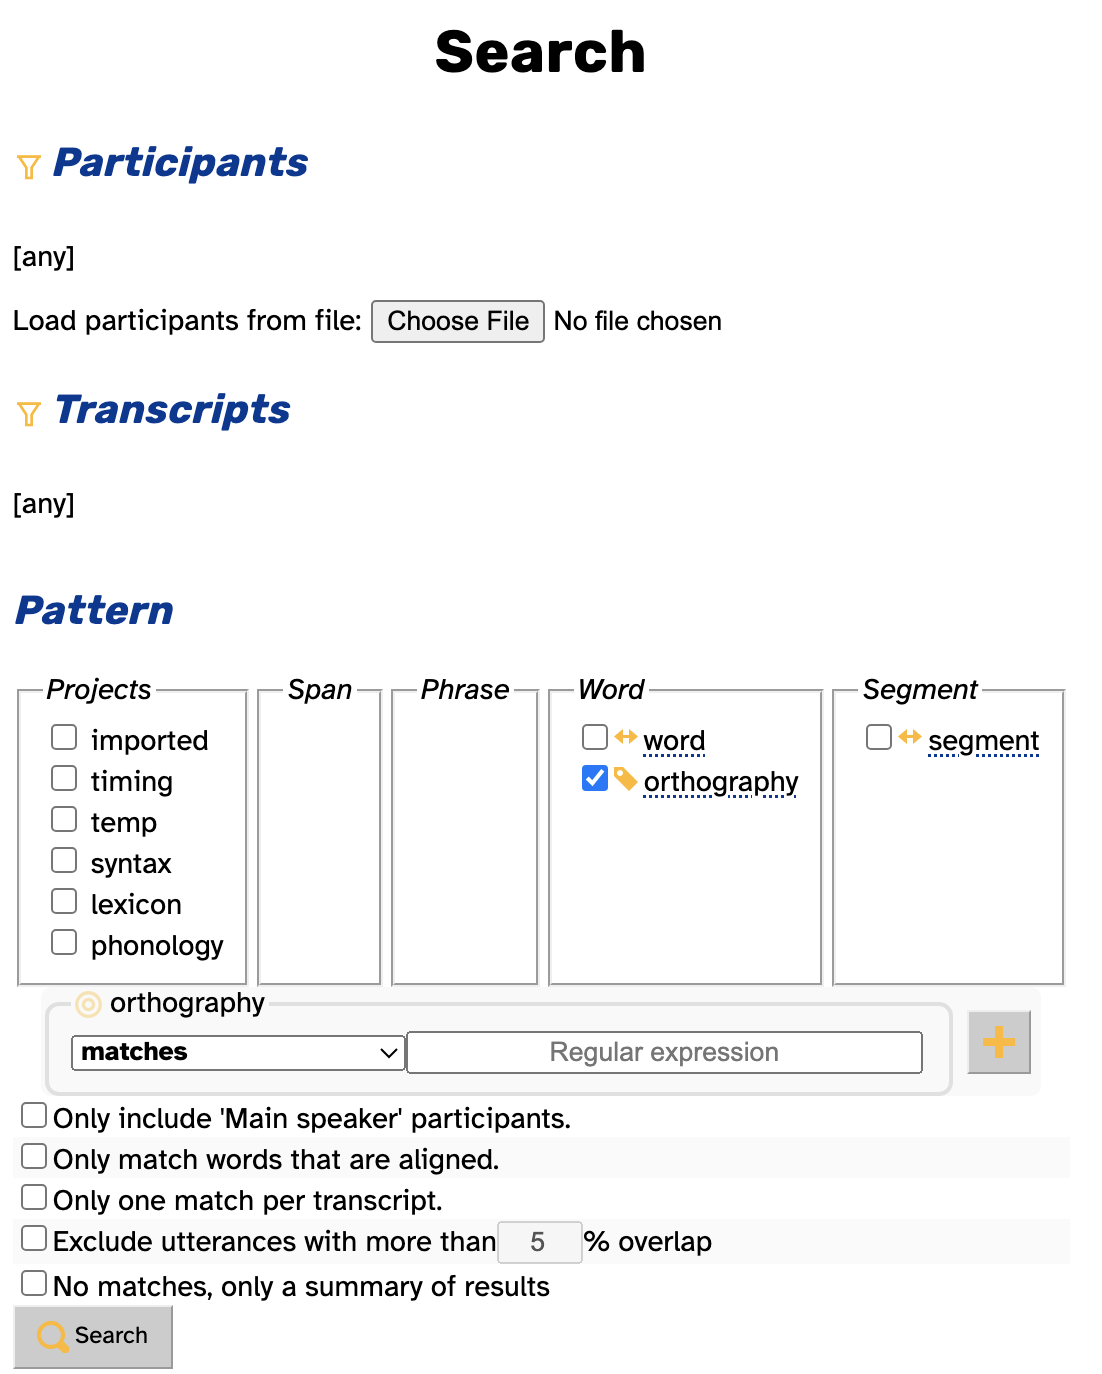 Search
Participants
[any]
Load participants from file: Choose File No file chosen
Transcripts
[any]
Pattern
Projects Span Phrase Word Segment
imported word segment
timing orthography
temp
syntax
lexicon
phonology
orthography
matches Regular expression
Only include 'Main speaker' participants.
Only match words that are aligned.
Only one match per transcript.
Exclude utterances with more than 5 % overlap
No matches, only a summary of results
Search